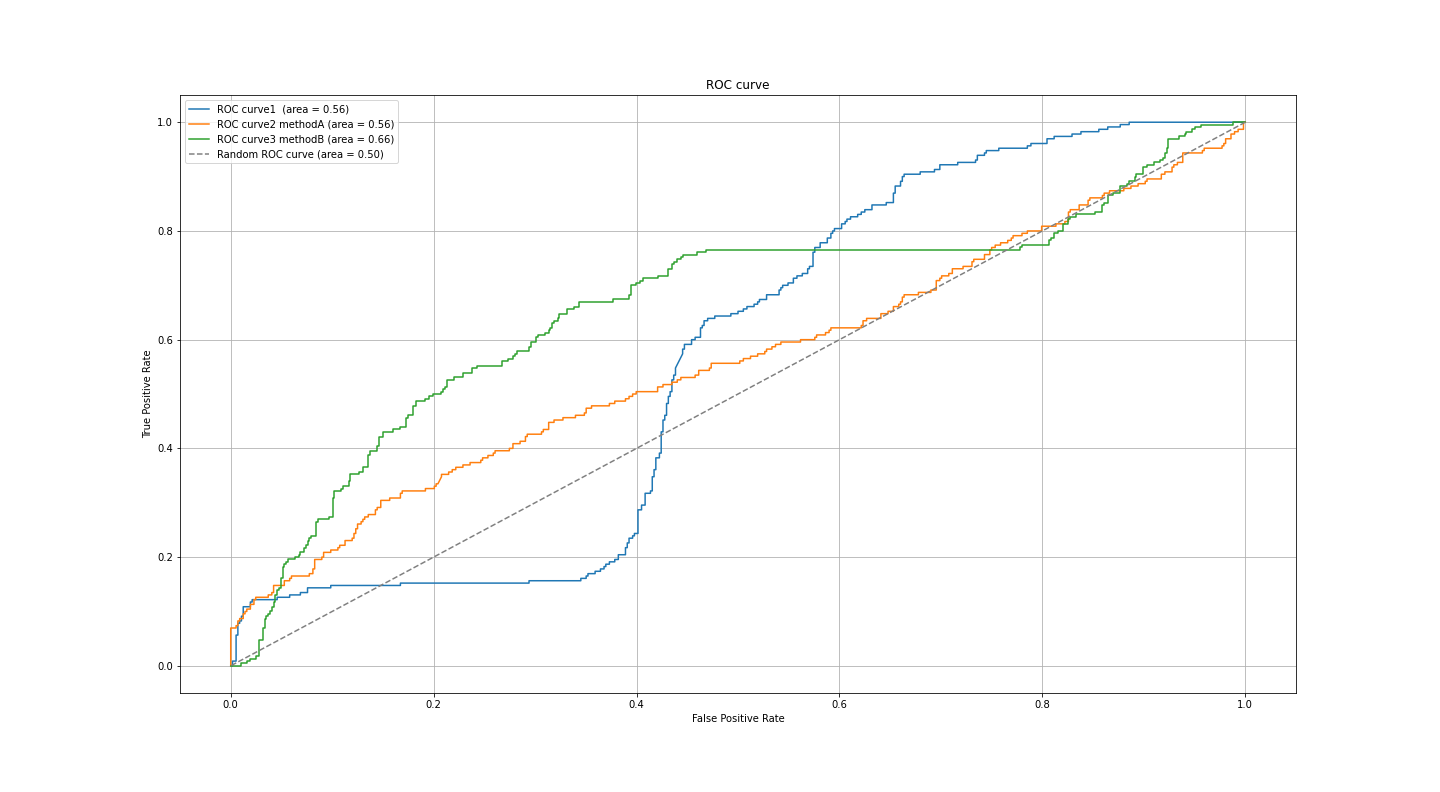 ROC curve
ROC curve1  (area = 0.56)
ROC curve2 methodA (area = 0.56)
ROC curve3 methodB (area = 0.66)
Random ROC curve (area = 0.50)
1.0
0.8
0.6
0.4
0.2
0.0
True Positive Rate
0.0 0.2 0.4 0.6 0.8 1.0
False Positive Rate